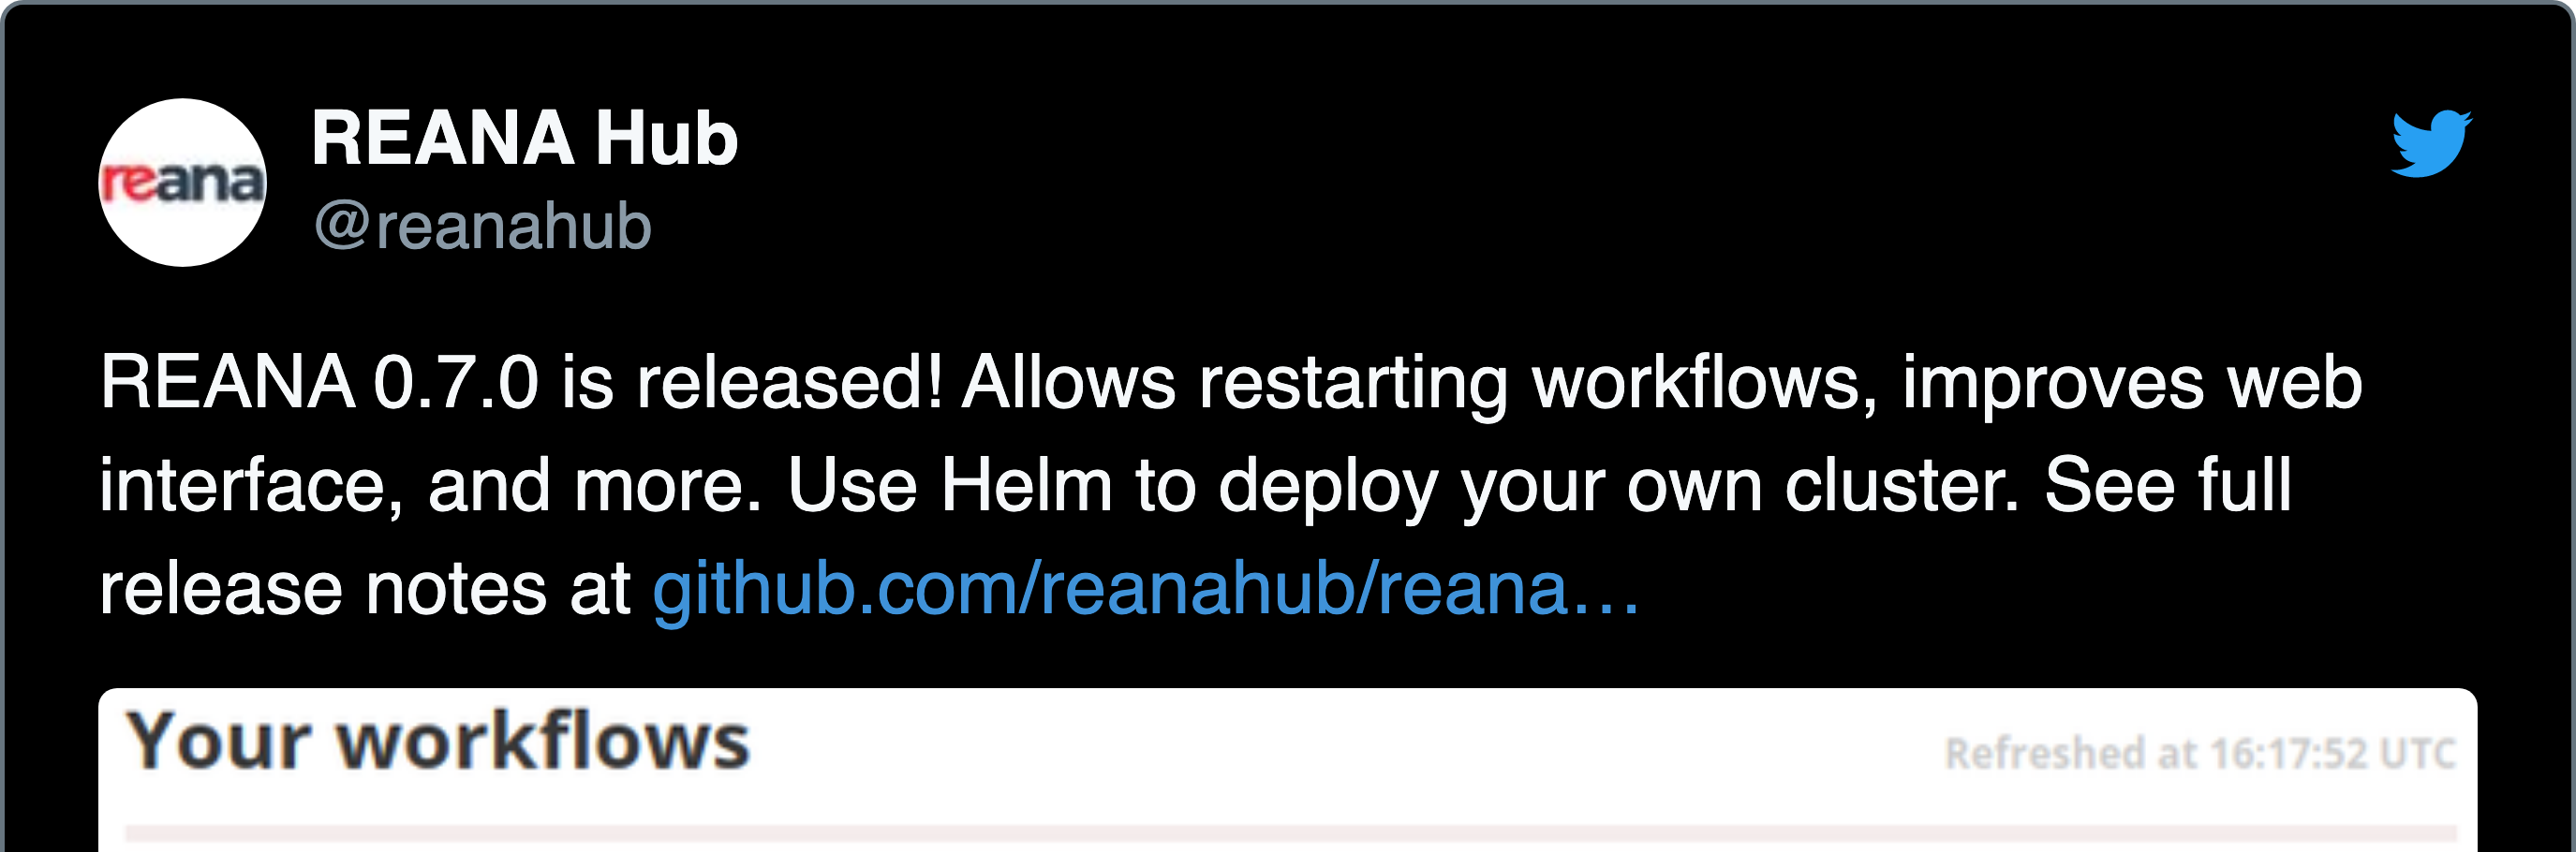 reana
REANA Hub
@reanahub
REANA 0.7.0 is released! Allows restarting workflows, improves web
interface, and more. Use Helm to deploy your own cluster. See full
release notes at github.com/reanahub/reana…
Your workflows
Refreshed at 16:17:52 UTC